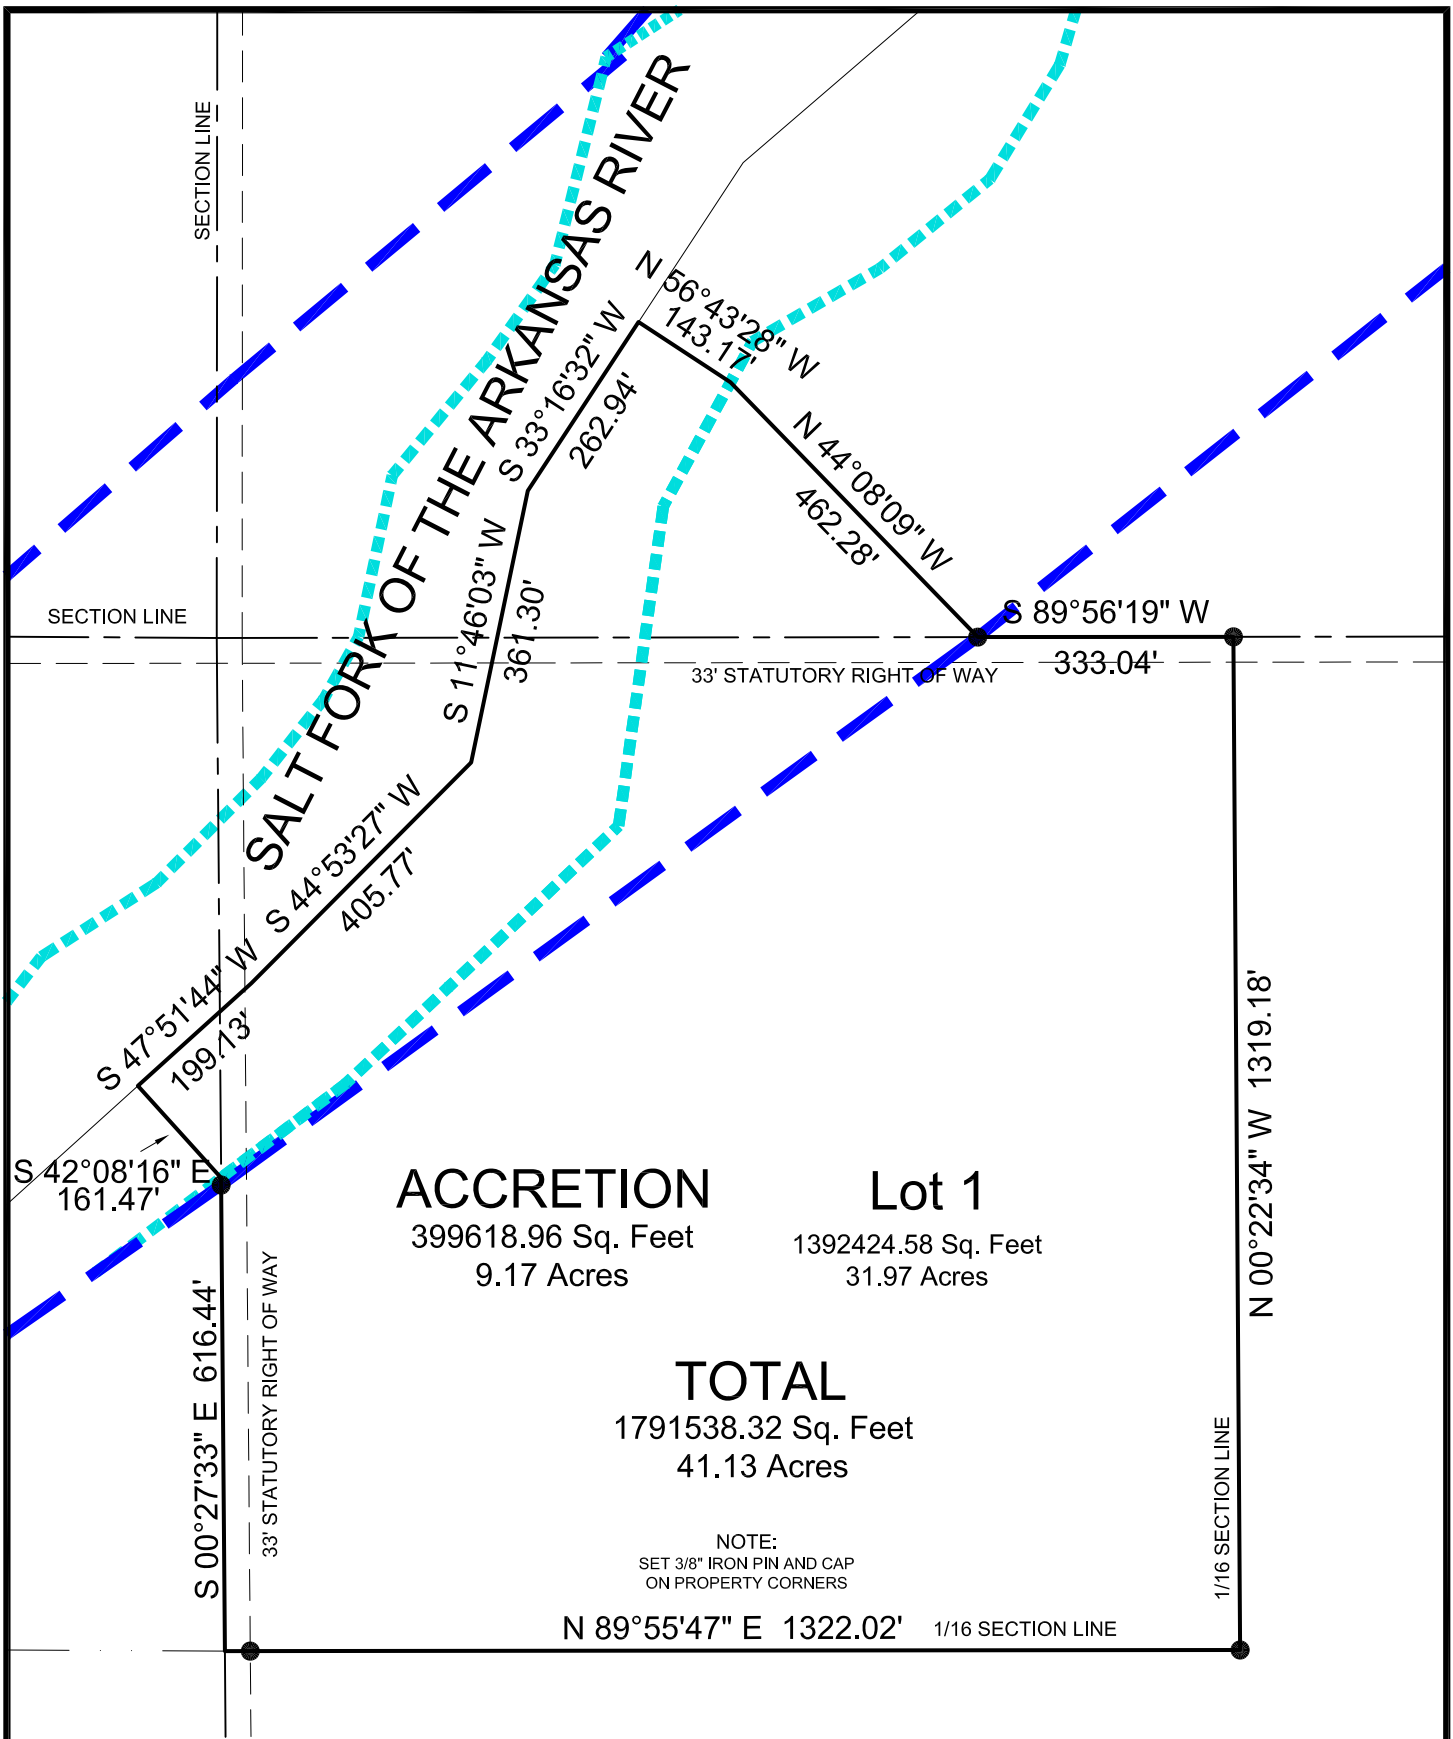 SECTION LINE
SALT FORK OF THE ARKANSAS RIVER
N 56°43'28" W
143.17'
S 33°16'32" W
262.94'
N 44°08'09" W
462.28'
S 11°46'03" W
361.30'
SECTION LINE
S 89°56'19" W
333.04'
33' STATUTORY RIGHT OF WAY
S 44°53'27" W
405.77'
S 47°51'44" W
199.13'
S 42°08'16" E
161.47'
N 00°22'34" W 1319.18'
ACCRETION
399618.96 Sq. Feet
9.17 Acres
Lot 1
1392424.58 Sq. Feet
31.97 Acres
S 00°27'33" E 616.44'
33' STATUTORY RIGHT OF WAY
TOTAL
1791538.32 Sq. Feet
41.13 Acres
1/16 SECTION LINE
NOTE:
SET 3/8" IRON PIN AND CAP
ON PROPERTY CORNERS
N 89°55'47" E 1322.02'
1/16 SECTION LINE